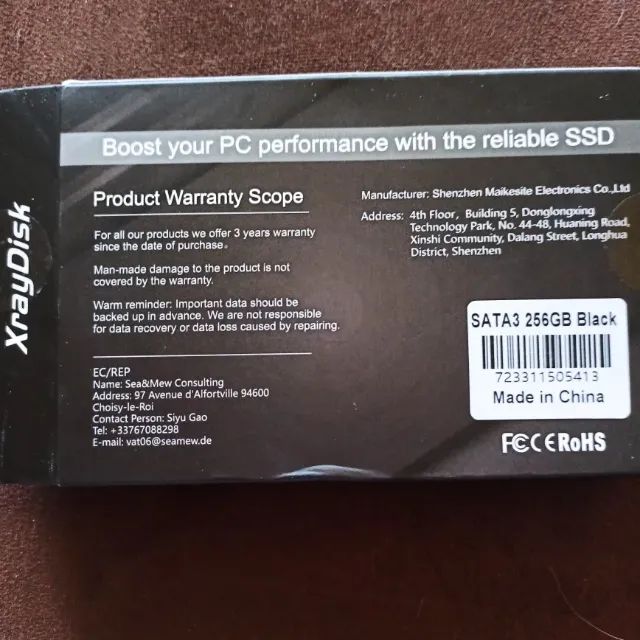 XrayDisk
Boost your PC performance with the reliable SSD
Product Warranty Scope
For all our products we offer 3 years warranty
since the date of purchase。
Man-made damage to the product is not
covered by the warranty.
Warm reminder: Important data should be
backed up in advance. We are not responsible
for data recovery or data loss caused by repairing.
EC/REP
Name: Sea&Mew Consulting
Address: 97 Avenue d'Alfortville 94600
Choisy-le-Roi
Contact Person: Siyu Gao
Tel: +33767088298
E-mail: vat06@seamew.de
Manufacturer: Shenzhen Maikesite Electronics Co.,Ltd
Address: 4th Floor, Building 5, Donglongxing
Technology Park, No. 44-48, Huaning Road,
Xinshi Community, Dalang Street, Longhua
District, Shenzhen
SATA3 256GB Black
723311505413
Made in China
FC CE RoHS